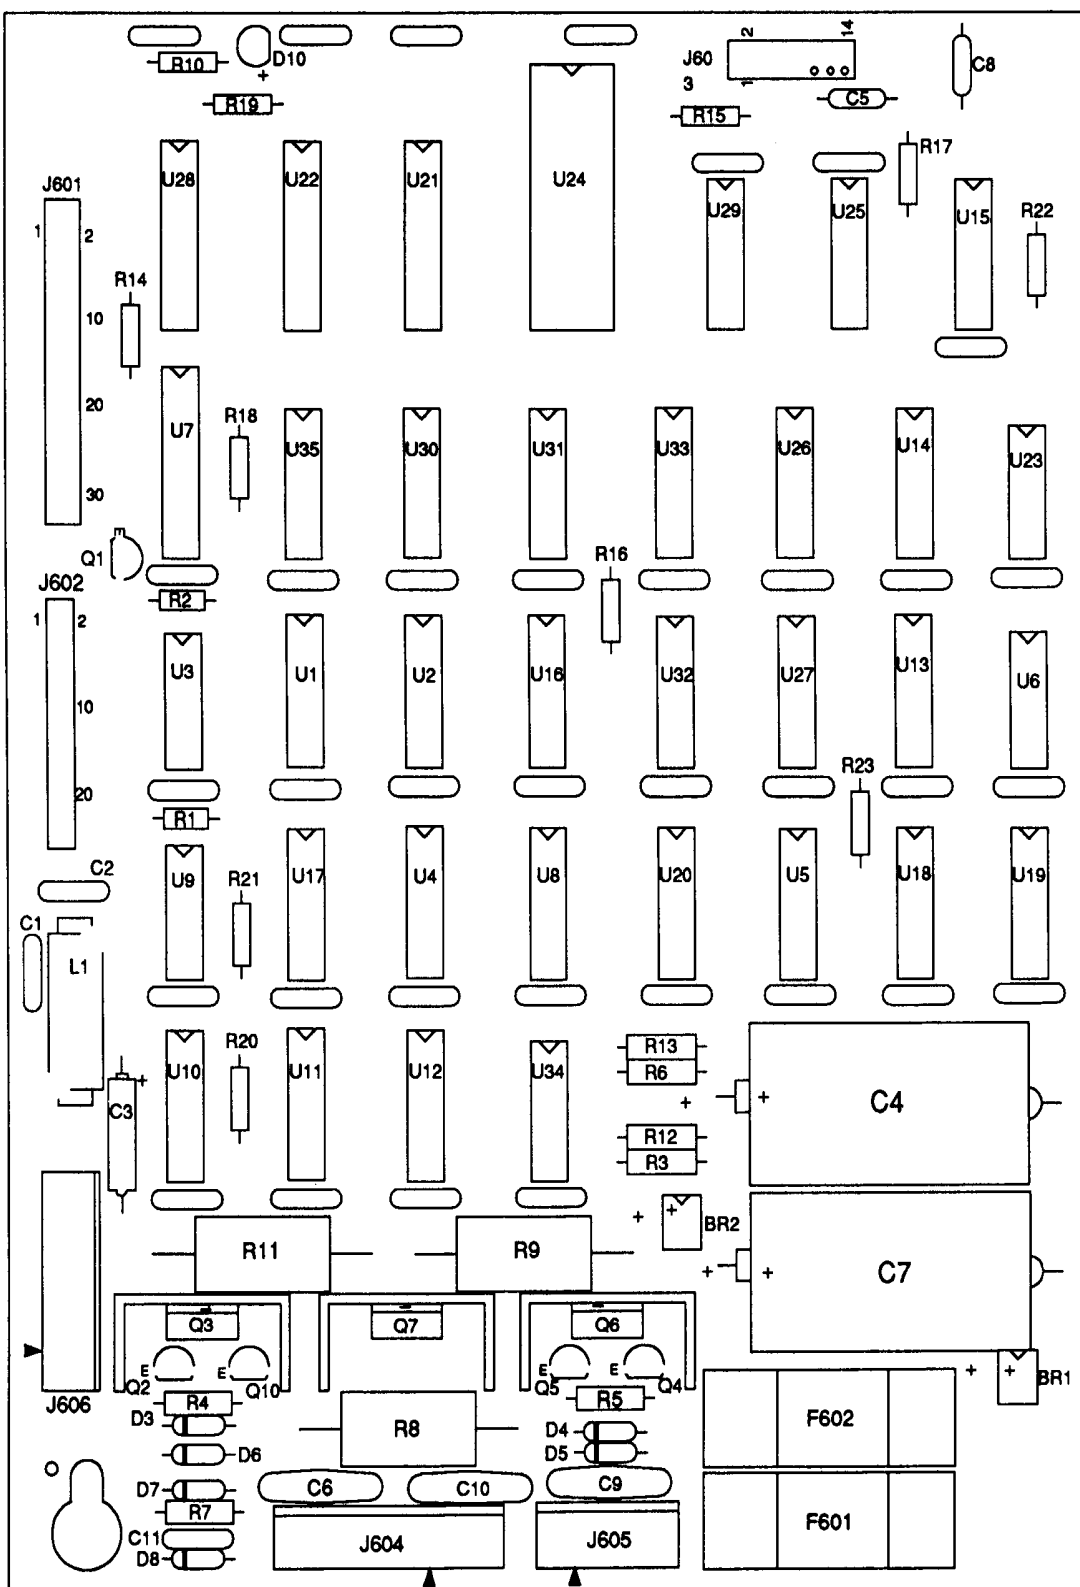 D10
R10
+
R19
J60
3
2
14
1
C8
C5
R15
R17
U28
U22
U21
U24
U29
U25
U15
R22
J601
1
2
10
20
30
R14
U7
R18
U35
U30
U31
U33
U26
U14
U23
E
Q1
R2
R16
J602
1
2
10
20
U3
U1
U2
U16
U32
U27
U13
U6
R1
R23
C2
C1
L1
U9
R21
U17
U4
U8
U20
U5
U18
U19
C3
+
U10
R20
U11
U12
U34
R13
R6
+
R12
R3
+
C4
R11
R9
+
+
BR2
+
+
C7
Q3
Q7
Q6
E
Q2
E
Q10
E
Q5
E
Q4
+
+
BR1
J606
R4
D3
D6
D7
R7
C11
D8
R8
R5
D4
D5
C6
C10
C9
J604
J605
F602
F601